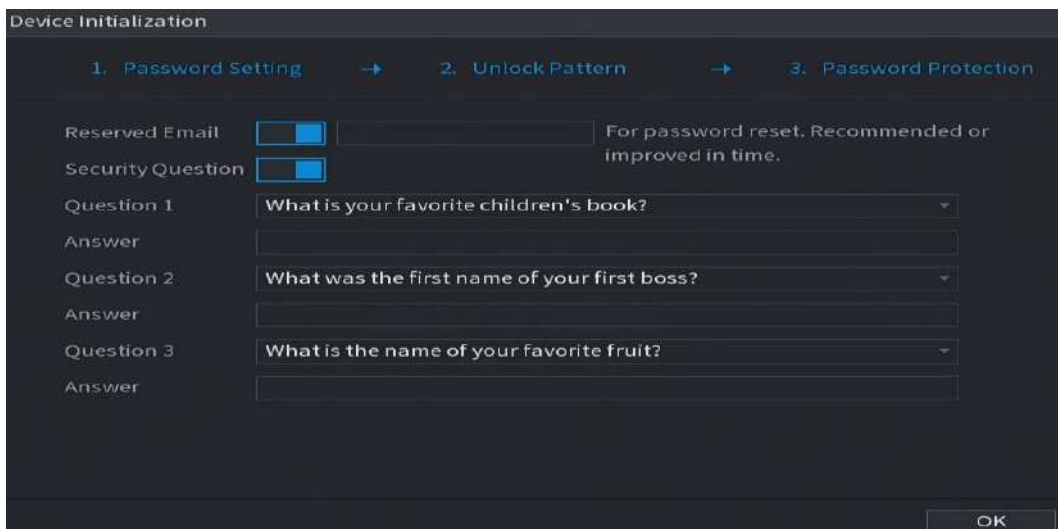 Device Initialization
1. Password Setting → 2. Unlock Pattern → 3. Password Protection
Reserved Email For password reset. Recommended or
improved in time.
Security Question
Question 1 What is your favorite children's book?
Answer
Question 2 What was the first name of your first boss?
Answer
Question 3 What is the name of your favorite fruit?
Answer
OK